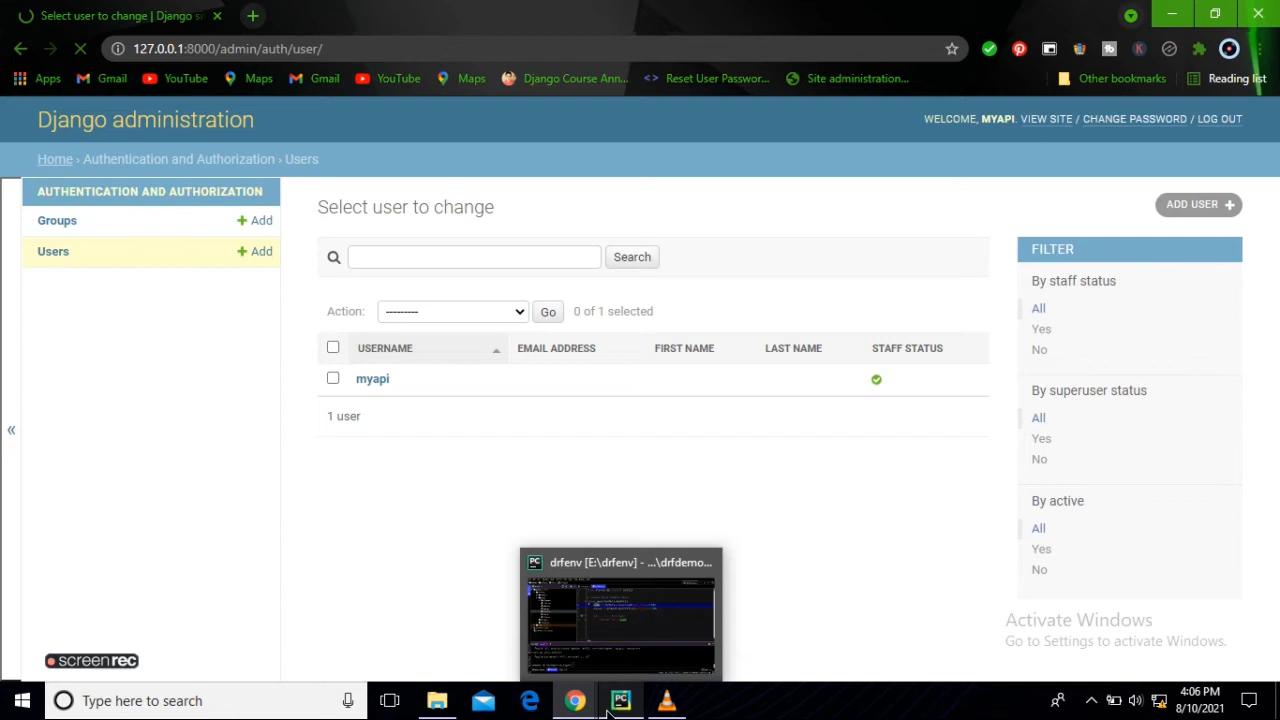 Select user to change | Django s
127.0.0.1:8000/admin/auth/user/
Apps Gmail YouTube Maps Gmail YouTube Maps Django Course Ann... Reset User Passwor... Site administration... Other bookmarks Reading list
Django administration
WELCOME, MYAPI. VIEW SITE / CHANGE PASSWORD / LOG OUT
Home › Authentication and Authorization › Users
AUTHENTICATION AND AUTHORIZATION
Groups + Add
Users + Add
«
Select user to change
ADD USER +
Search
Action: --------- Go 0 of 1 selected
USERNAME EMAIL ADDRESS FIRST NAME LAST NAME STAFF STATUS
myapi
1 user
FILTER
By staff status
All
Yes
No
By superuser status
All
Yes
No
By active
All
Yes
No
PC drfenv [E:\drfenv] - ...\drfdemo...
Activate Windows
Go to Settings to activate Windows.
screenrec
Type here to search
PC
4:06 PM
8/10/2021